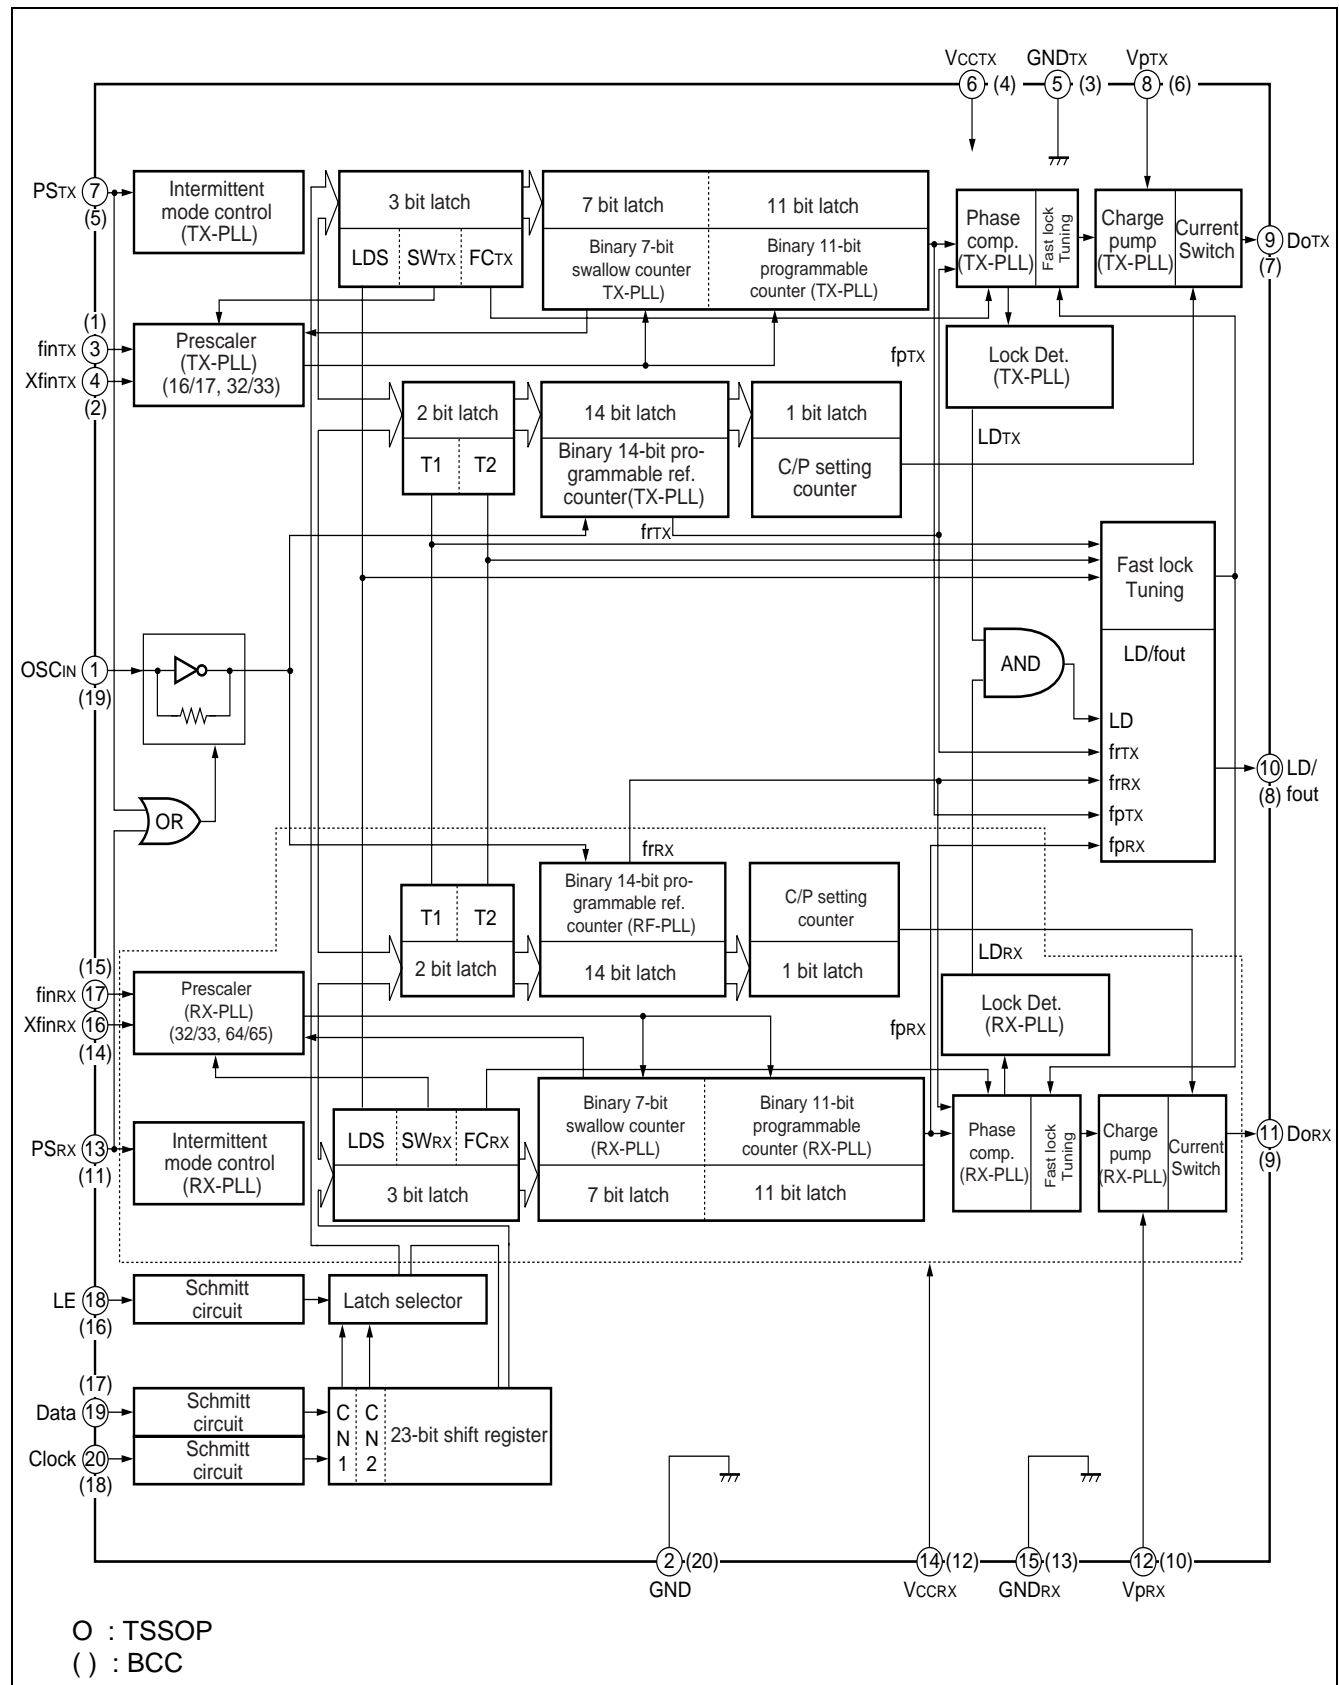 VCCTX GNDTX VpTX
6 (4) 5 (3) 8 (6)
PSTX 7
(5)
Intermittent
mode control
(TX-PLL)
3 bit latch
LDS SWTX FCTX
7 bit latch
11 bit latch
Binary 7-bit
swallow counter
TX-PLL)
Binary 11-bit
programmable
counter (TX-PLL)
Phase
comp.
(TX-PLL)
Fast lock
Tuning
Charge
pump
(TX-PLL)
Current
Switch
9 DoTX
(7)
(1)
finTX 3
XfinTX 4
(2)
Prescaler
(TX-PLL)
(16/17, 32/33)
fpTX
Lock Det.
(TX-PLL)
LDTX
2 bit latch
T1 T2
14 bit latch
Binary 14-bit pro-
grammable ref.
counter(TX-PLL)
1 bit latch
C/P setting
counter
frTX
Fast lock
Tuning
OSCIN 1
(19)
AND
LD/fout
LD
frTX
frRX
fpTX
fpRX
10 LD/
(8) fout
OR
frRX
T1 T2
2 bit latch
Binary 14-bit pro-
grammable ref.
counter (RF-PLL)
14 bit latch
C/P setting
counter
1 bit latch
LDRX
(15)
finRX 17
XfinRX 16
(14)
Prescaler
(RX-PLL)
(32/33, 64/65)
Lock Det.
(RX-PLL)
fpRX
PSRX 13
(11)
Intermittent
mode control
(RX-PLL)
LDS SWRX FCRX
3 bit latch
Binary 7-bit
swallow counter
(RX-PLL)
Binary 11-bit
programmable
counter (RX-PLL)
7 bit latch
11 bit latch
Phase
comp.
(RX-PLL)
Fast lock
Tuning
Charge
pump
(RX-PLL)
Current
Switch
11 DoRX
(9)
LE 18
(16)
Schmitt
circuit
Latch selector
(17)
Data 19
Schmitt
circuit
Clock 20
(18)
Schmitt
circuit
C
N
1
C
N
2
23-bit shift register
2 (20) 14 (12) 15 (13) 12 (10)
GND VCCRX GNDRX VpRX
O : TSSOP
( ) : BCC